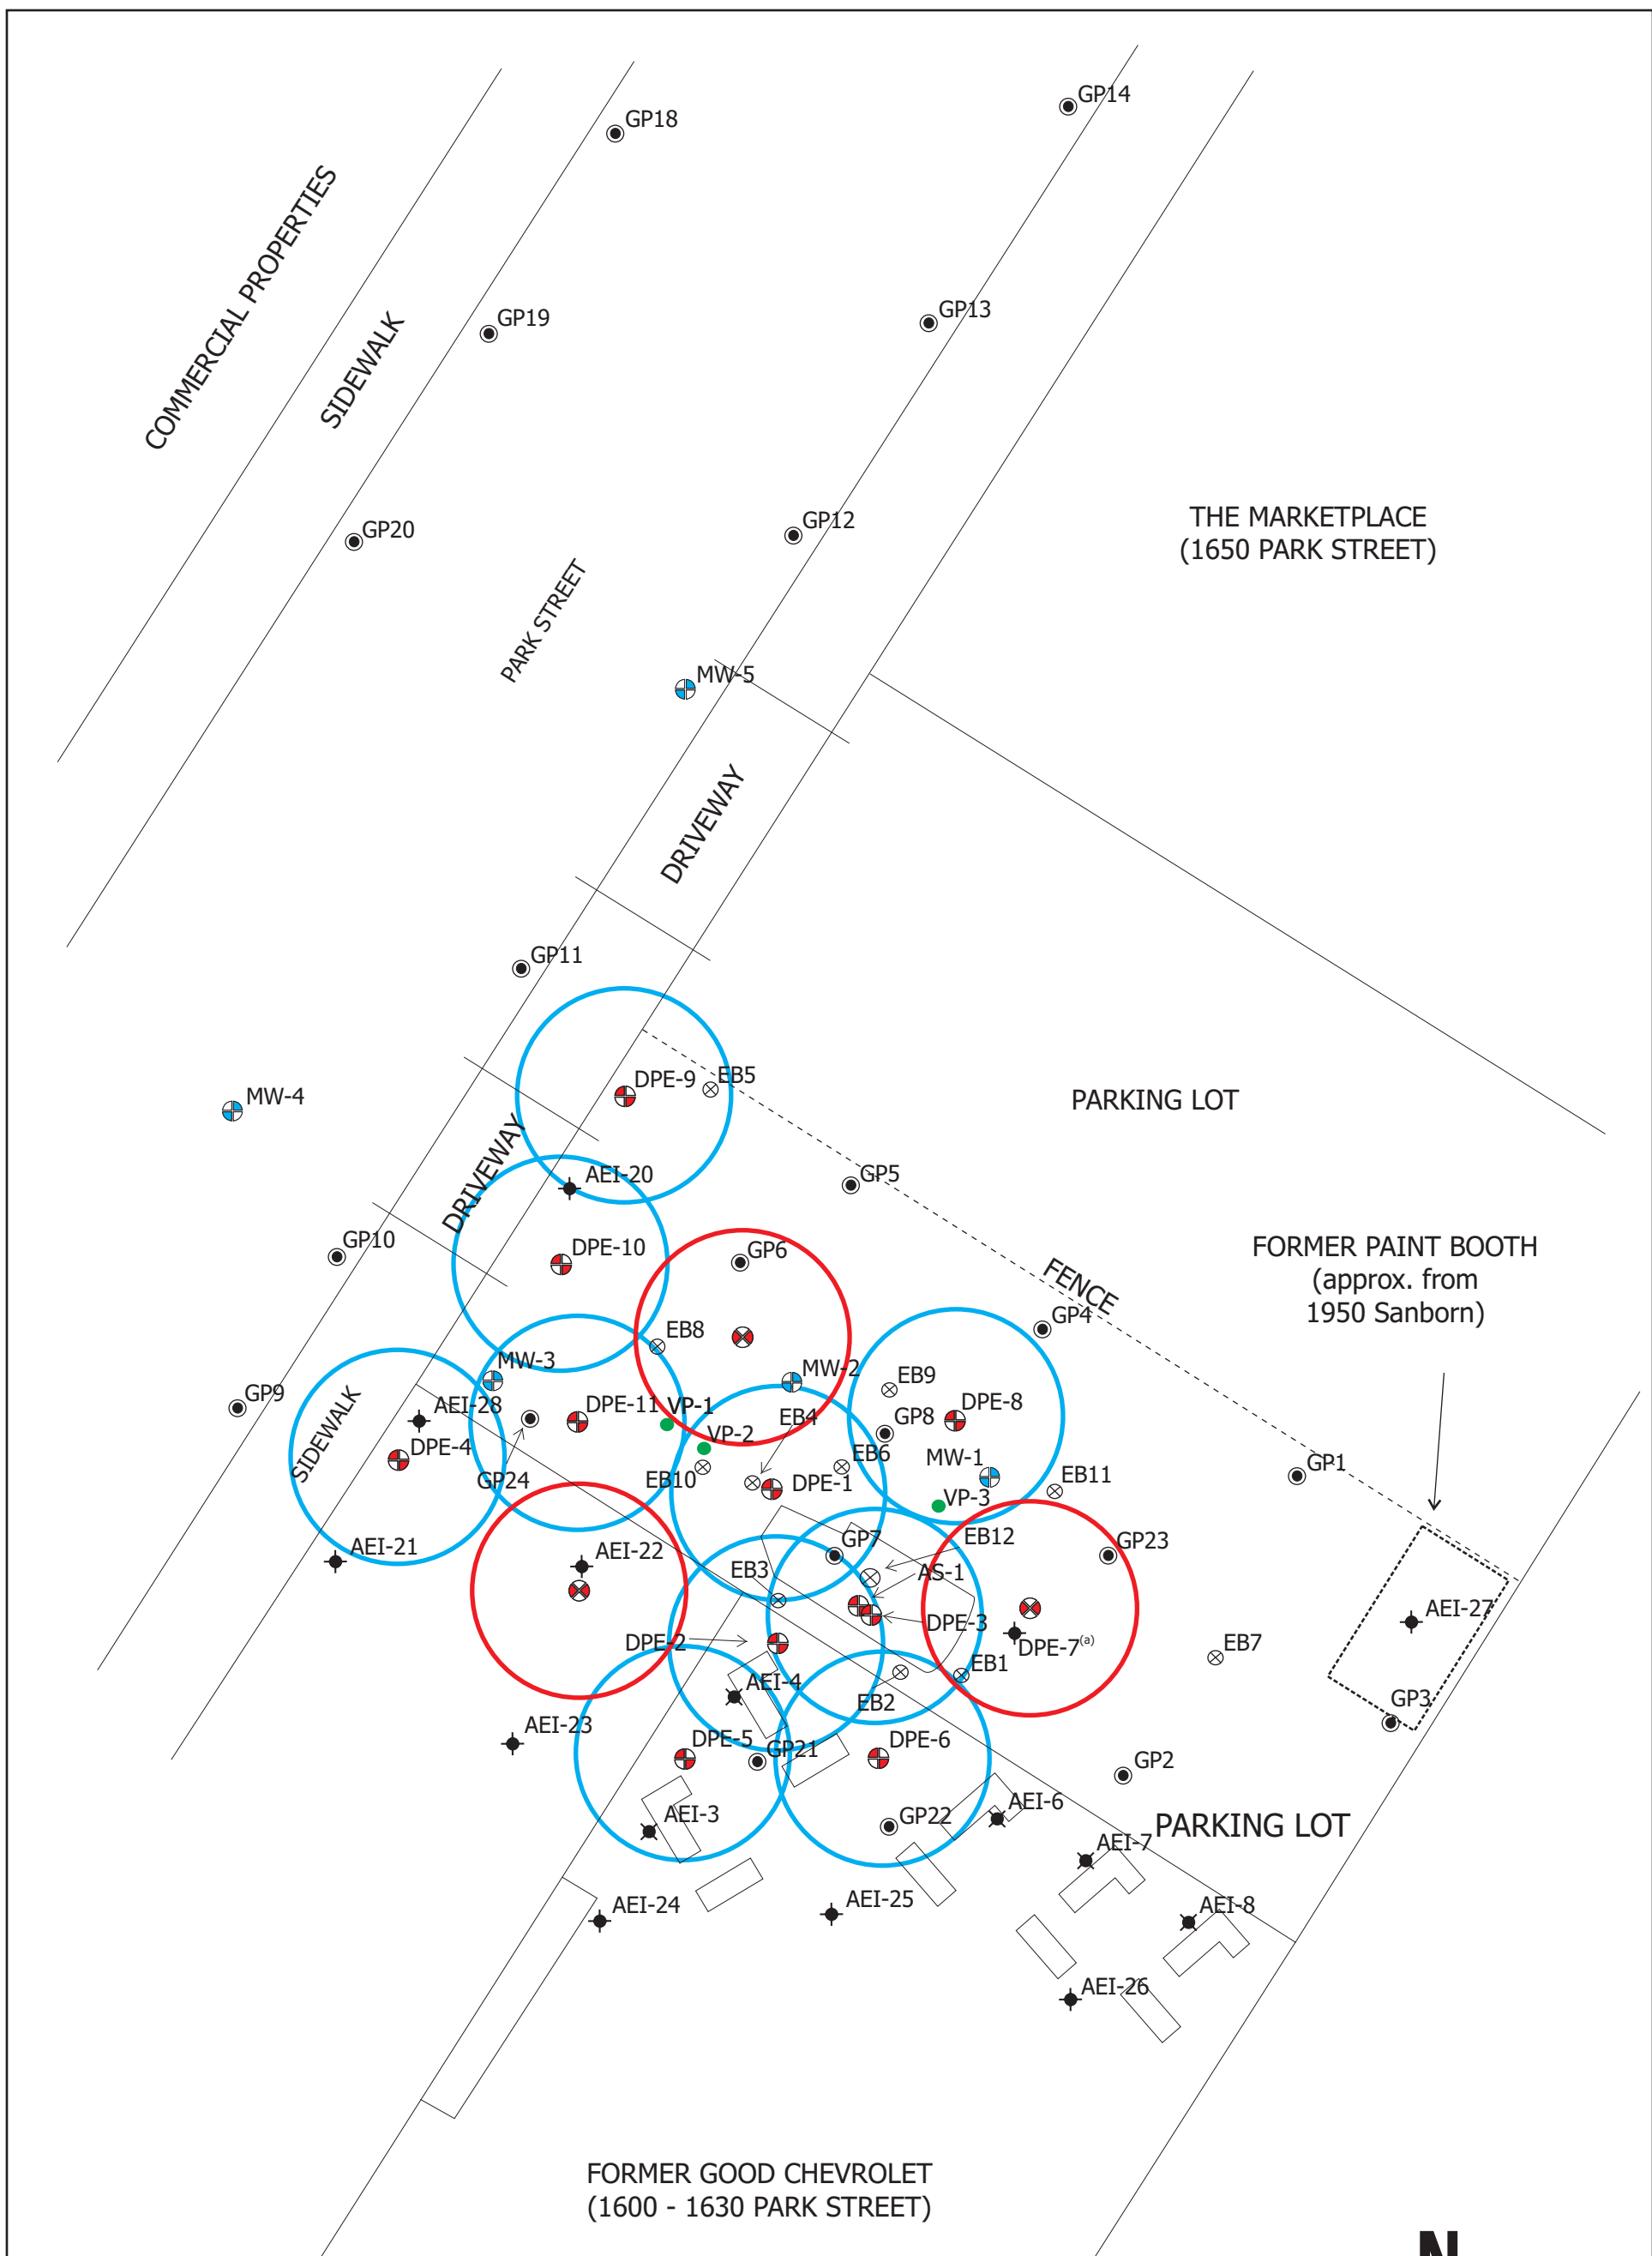 GP14
GP18
COMMERCIAL PROPERTIES
SIDEWALK
GP13
GP19
THE MARKETPLACE
(1650 PARK STREET)
GP12
GP20
PARK STREET
MW-5
DRIVEWAY
GP11
DPE-9
EB5
MW-4
PARKING LOT
DRIVEWAY
AEI-20
GP5
GP10
DPE-10
GP6
FENCE
FORMER PAINT BOOTH
(approx. from
1950 Sanborn)
GP4
EB8
MW-3
MW-2
EB9
GP9
SIDEWALK
AEI-28
DPE-11
VP-1
EB4
GP8
DPE-8
VP-2
DPE-4
EB6
MW-1
GP24
EB10
DPE-1
EB11
GP1
VP-3
AEI-21
AEI-22
GP7
EB12
GP23
EB3
AS-1
AEI-27
DPE-2
DPE-3
DPE-7(a)
EB7
EB1
AEI-4
EB2
GP3
AEI-23
DPE-5
GP21
DPE-6
GP2
AEI-3
GP22
AEI-6
PARKING LOT
AEI-7
AEI-24
AEI-25
AEI-8
AEI-26
FORMER GOOD CHEVROLET
(1600 - 1630 PARK STREET)
N